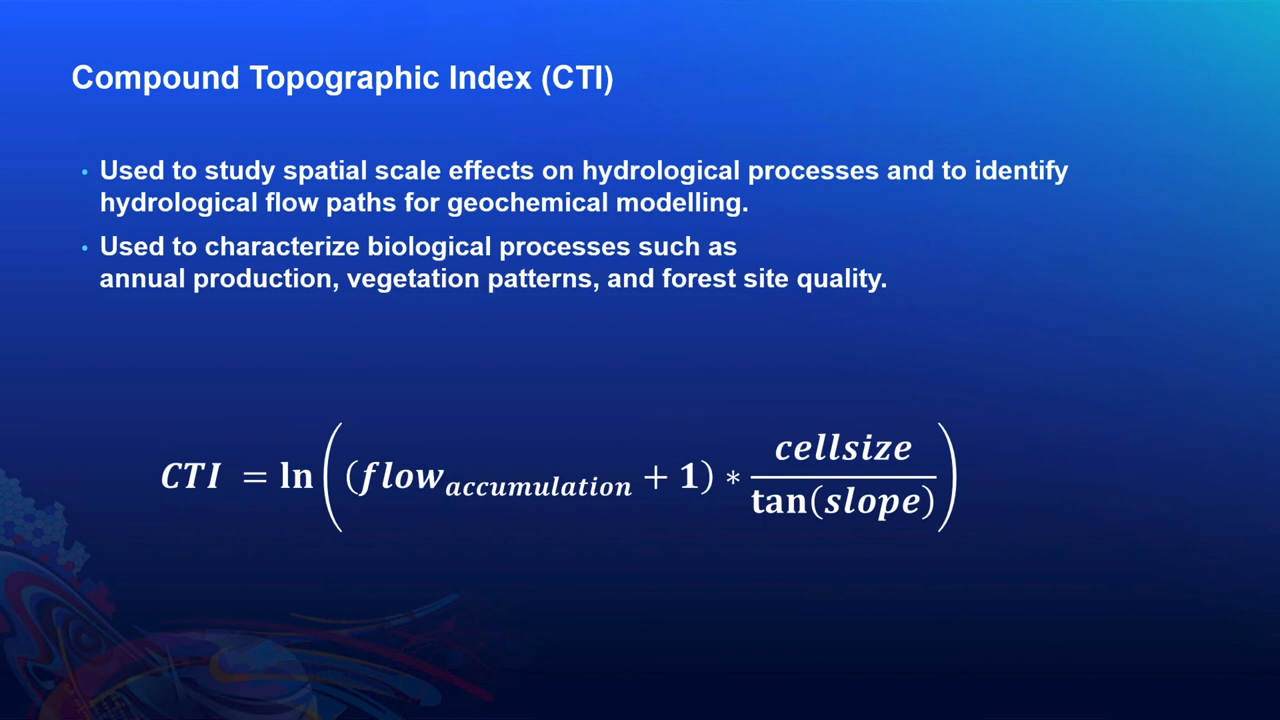 Compound Topographic Index (CTI)
• Used to study spatial scale effects on hydrological processes and to identify
hydrological flow paths for geochemical modelling.
• Used to characterize biological processes such as
annual production, vegetation patterns, and forest site quality.
CTI = ln((flow_accumulation + 1) * cellsize / tan(slope))